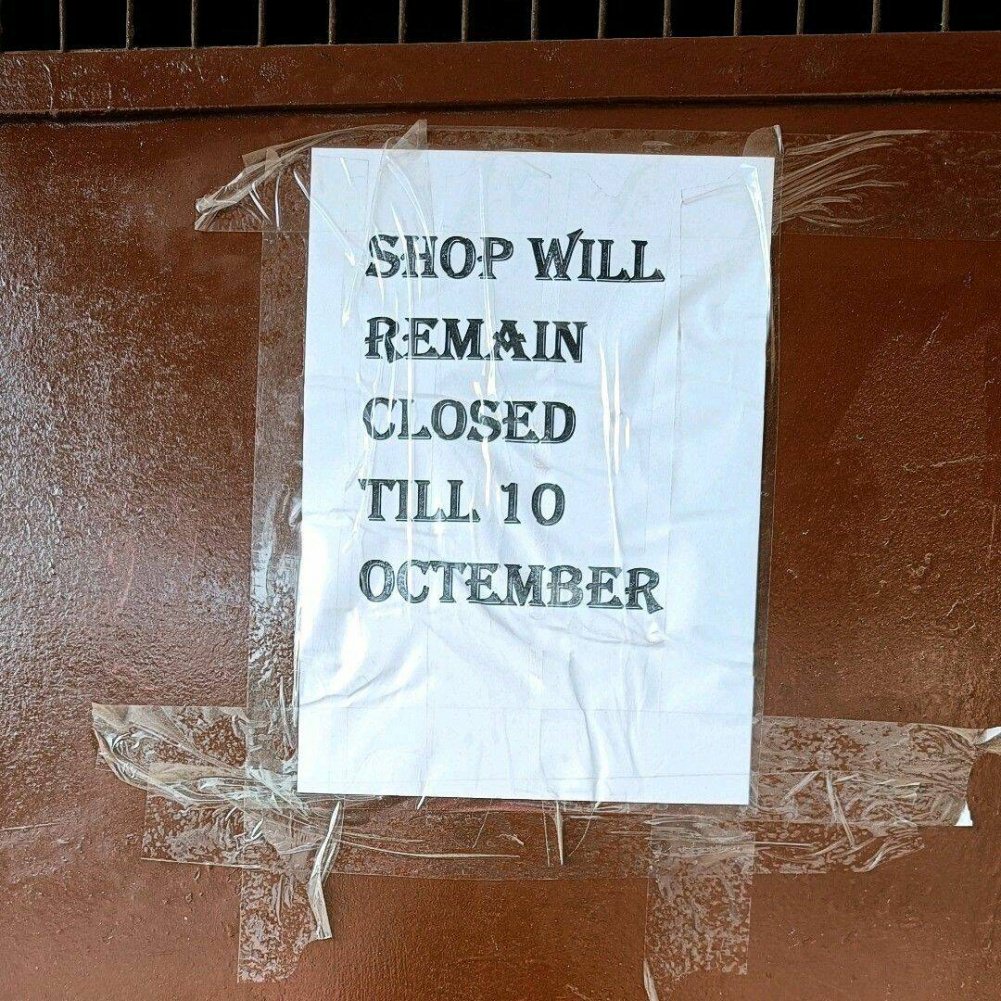 SHOP WILL
REMAIN
CLOSED
TILL 10
OCTEMBER